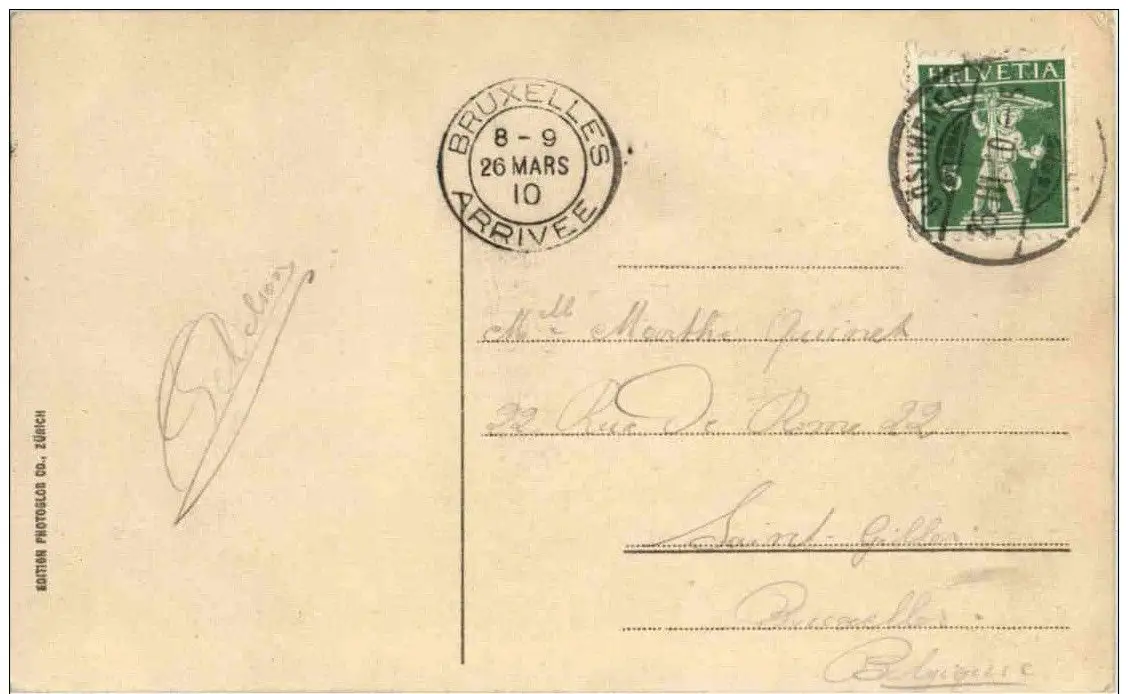 HELVETIA
GÖSCHENEN
BRUXELLES
8 - 9
26 MARS
10
ARRIVEE
Mlle Marthe Quinet
22 Rue De Rome 22
Saint-Gilles
Bruxelles
Belgique
EDITION PHOTOGLOB CO., ZÜRICH